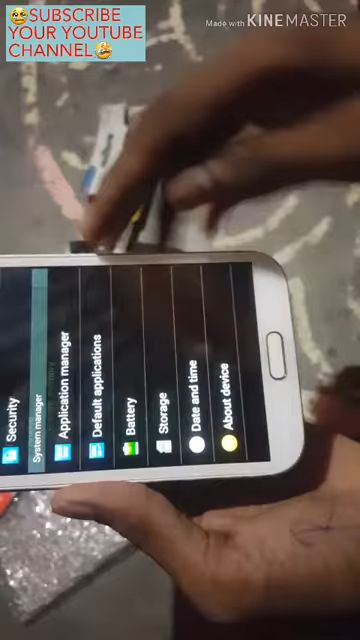 🥺SUBSCRIBE
YOUR YOUTUBE
CHANNEL🤩
Made with KINEMASTER
Security
System manager
Application manager
Default applications
Battery
Storage
Date and time
About device